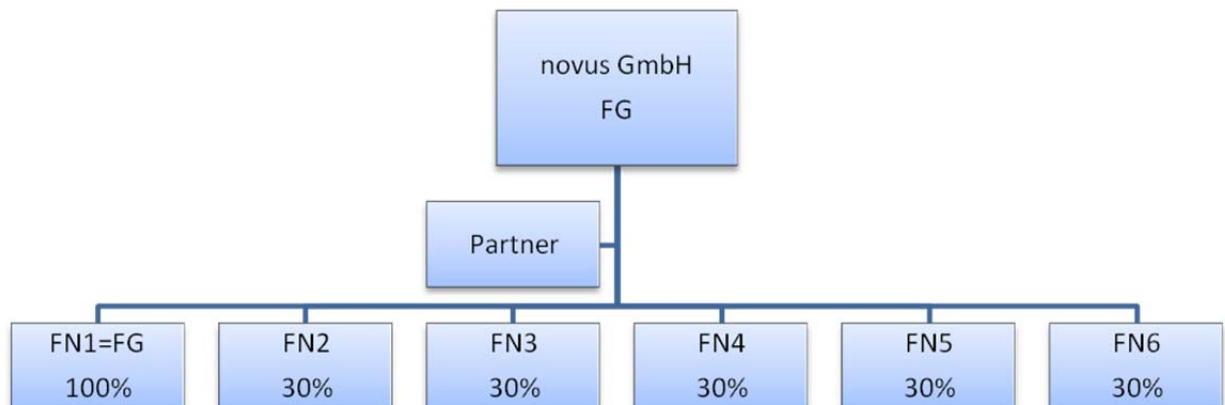 novus GmbH
FG
Partner
FN1=FG
100%
FN2
30%
FN3
30%
FN4
30%
FN5
30%
FN6
30%